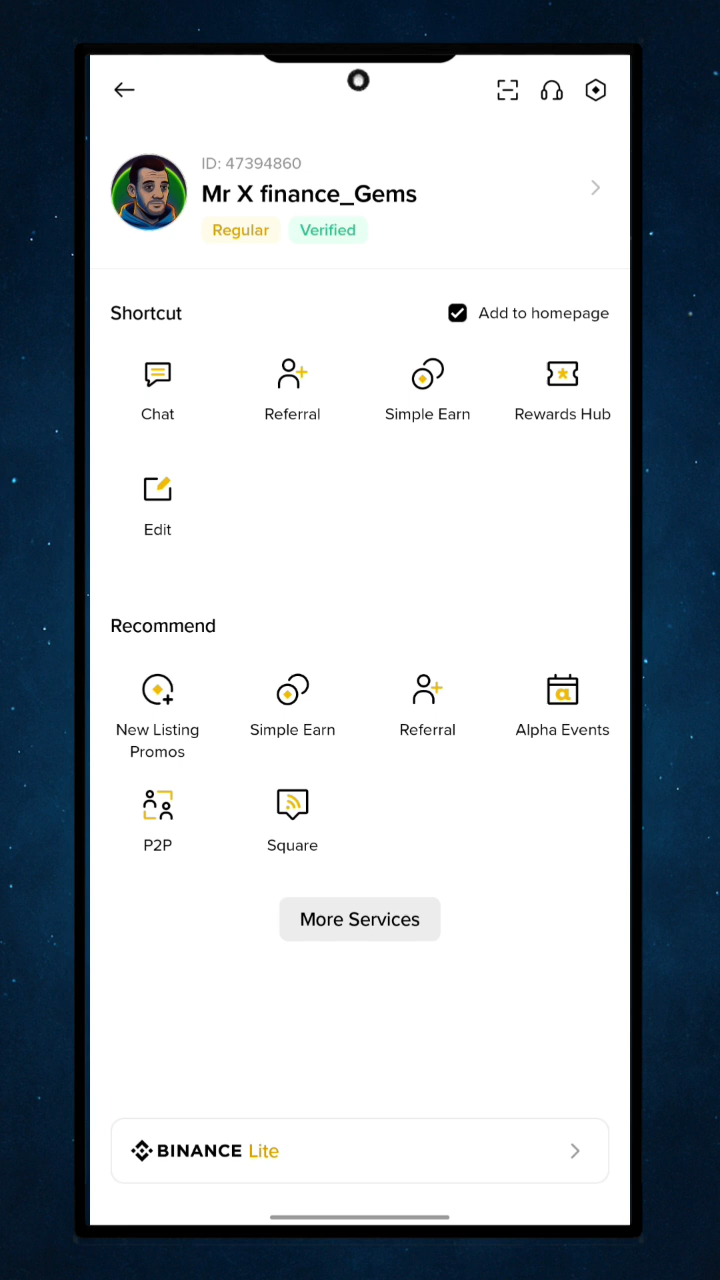 ID: 47394860
Mr X finance_Gems
Regular Verified
Shortcut
Add to homepage
Chat
Referral
Simple Earn
Rewards Hub
Edit
Recommend
New Listing
Promos
Simple Earn
Referral
Alpha Events
P2P
Square
More Services
BINANCE Lite